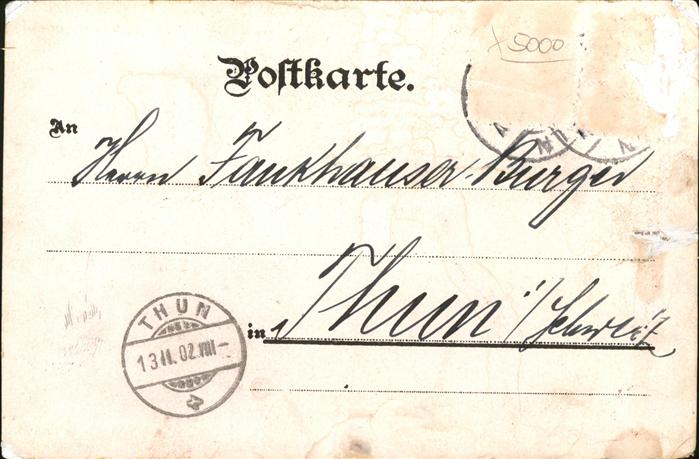 x5000
Postkarte.
An
Herrn Fankhauser-Burger
in Thun i/Schweiz
THUN
13.II.02.VIII-